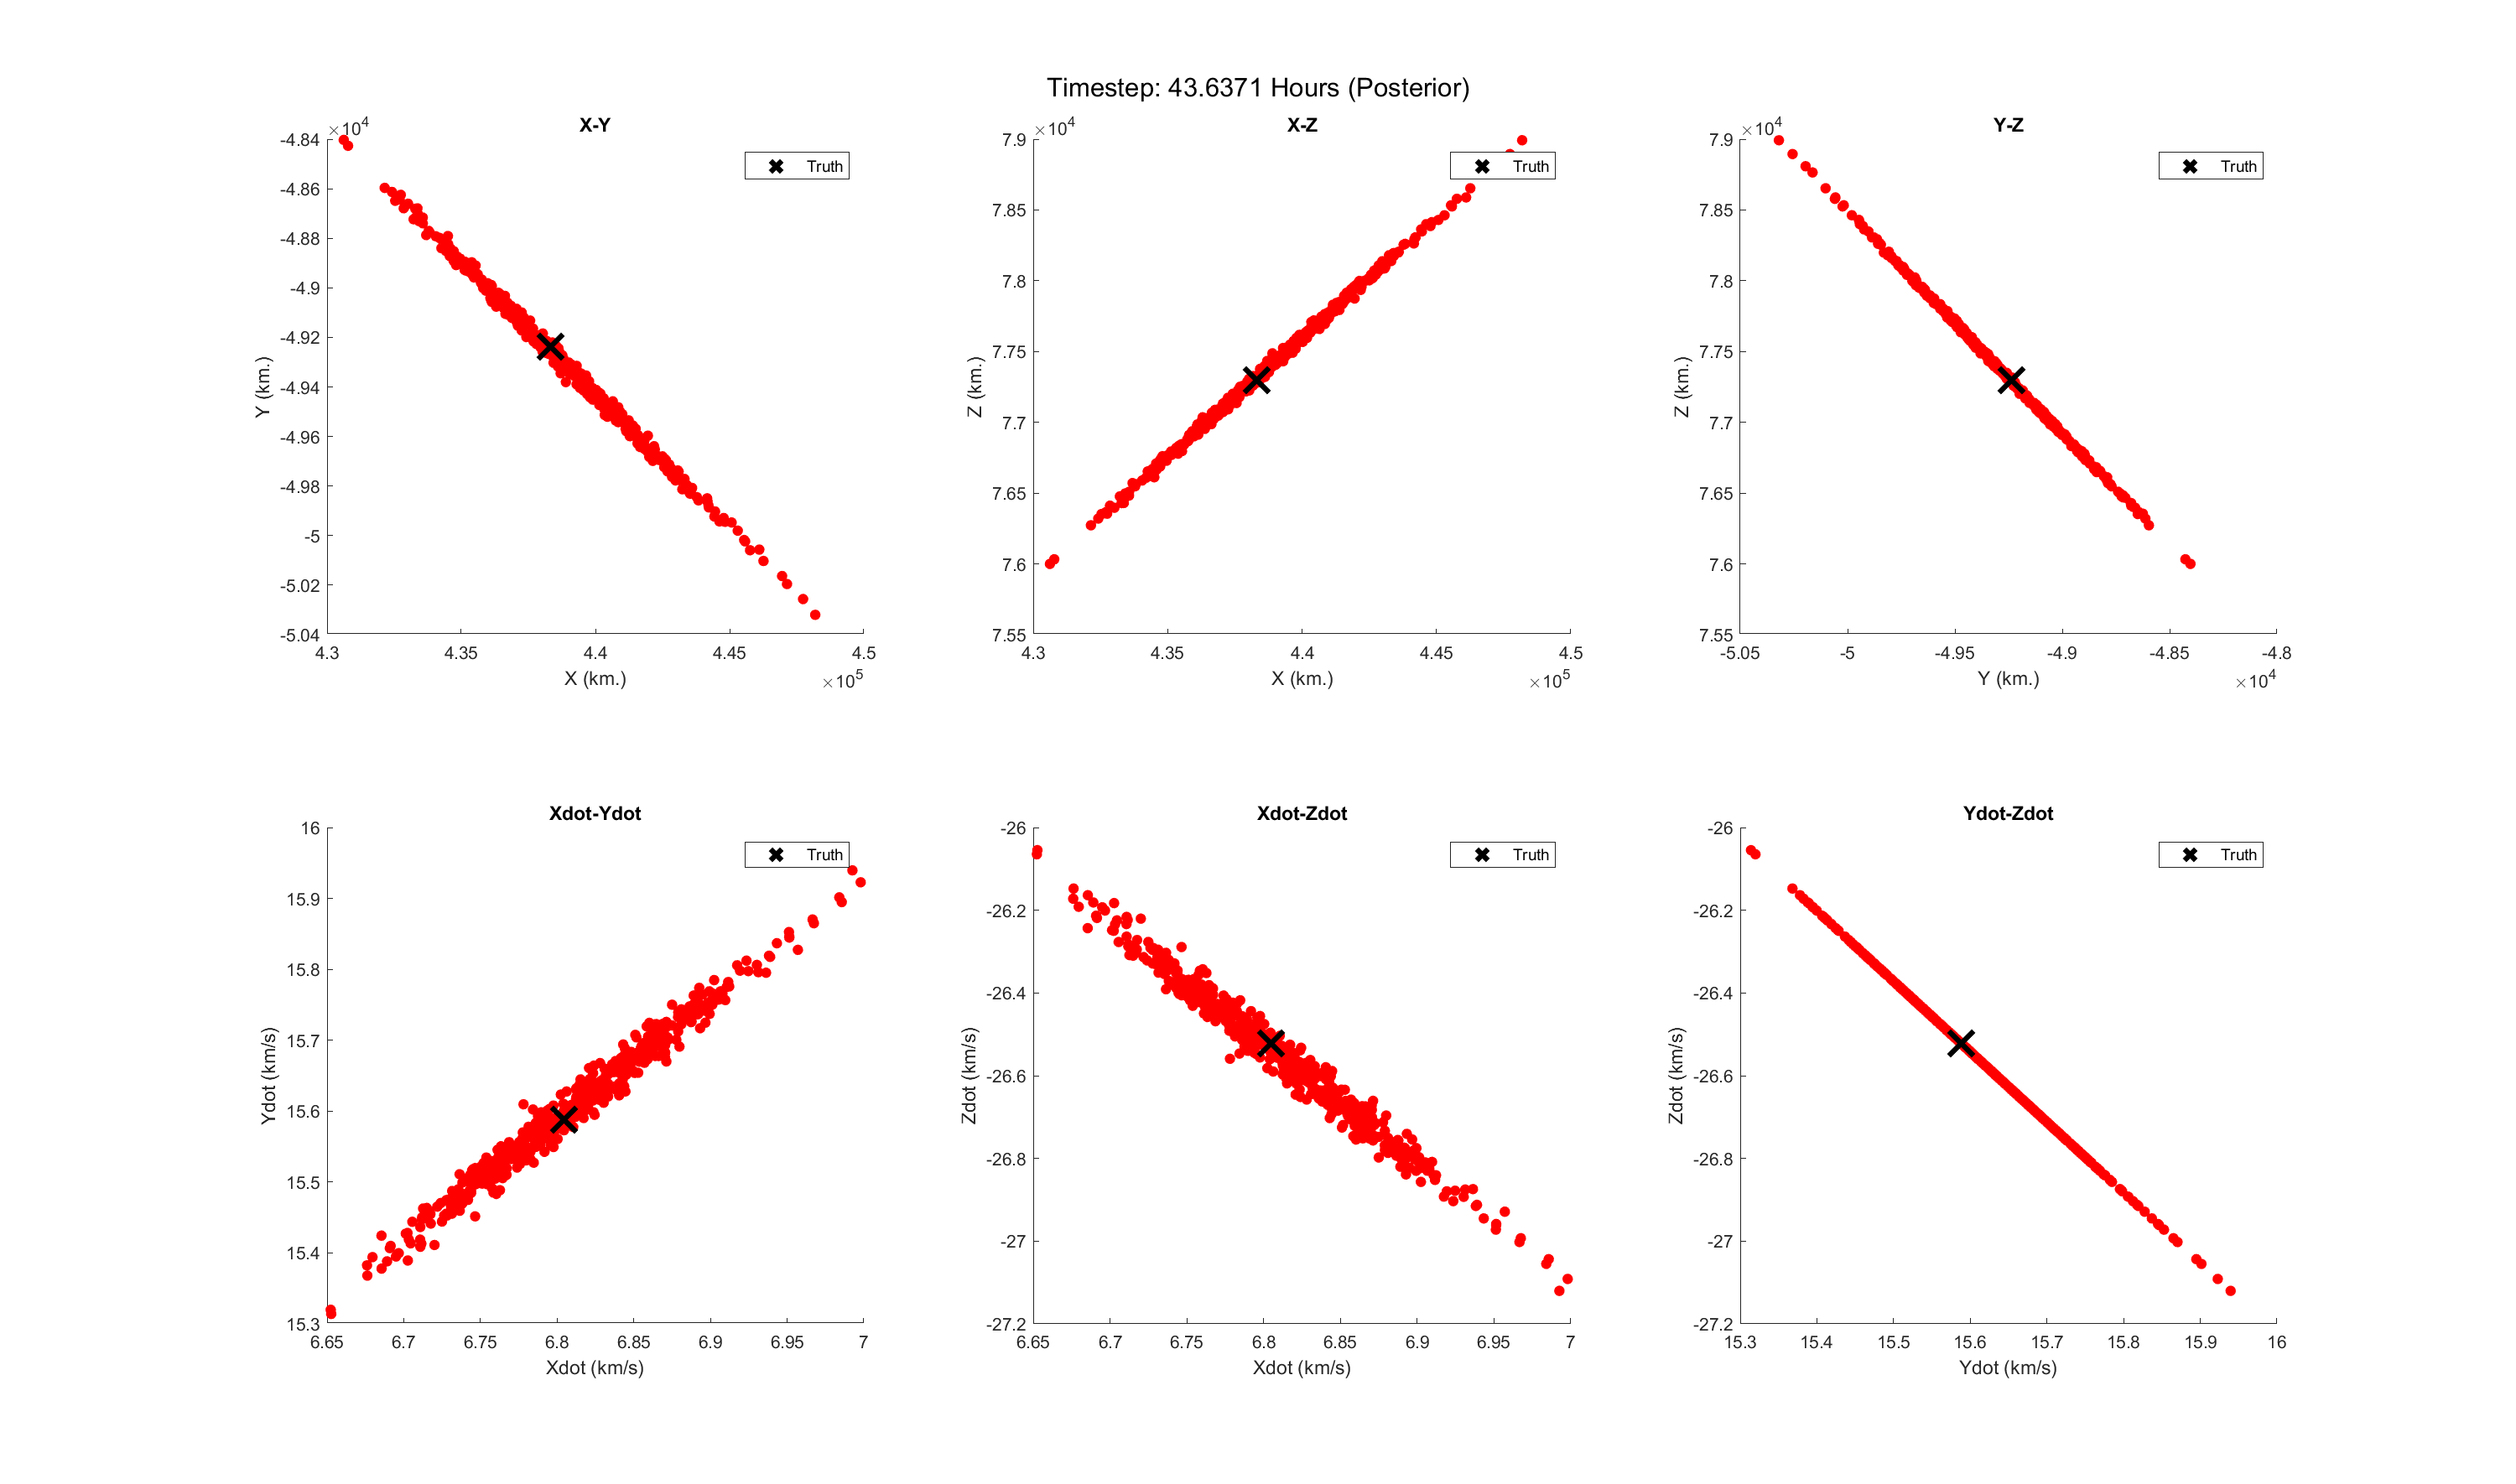 Timestep: 43.6371 Hours (Posterior)
X-Y
×10^4
-4.84
-4.86
-4.88
-4.9
-4.92
-4.94
-4.96
-4.98
-5
-5.02
-5.04
Y (km.)
Truth
4.3 4.35 4.4 4.45 4.5
X (km.)
×10^5
X-Z
×10^4
7.9
7.85
7.8
7.75
7.7
7.65
7.6
7.55
Z (km.)
Truth
4.3 4.35 4.4 4.45 4.5
X (km.)
×10^5
Y-Z
×10^4
7.9
7.85
7.8
7.75
7.7
7.65
7.6
7.55
Z (km.)
Truth
-5.05 -5 -4.95 -4.9 -4.85 -4.8
Y (km.)
×10^4
Xdot-Ydot
16
15.9
15.8
15.7
15.6
15.5
15.4
15.3
Ydot (km/s)
Truth
6.65 6.7 6.75 6.8 6.85 6.9 6.95 7
Xdot (km/s)
Xdot-Zdot
-26
-26.2
-26.4
-26.6
-26.8
-27
-27.2
Zdot (km/s)
Truth
6.65 6.7 6.75 6.8 6.85 6.9 6.95 7
Xdot (km/s)
Ydot-Zdot
-26
-26.2
-26.4
-26.6
-26.8
-27
-27.2
Zdot (km/s)
Truth
15.3 15.4 15.5 15.6 15.7 15.8 15.9 16
Ydot (km/s)